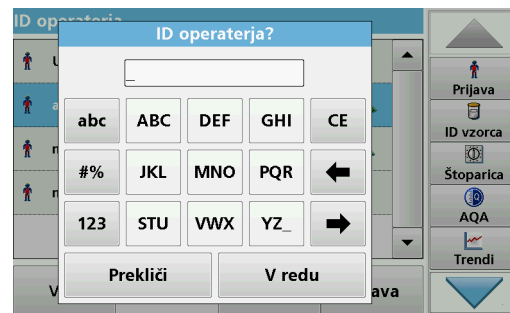 ID operaterja
ID operaterja?
_
abc ABC DEF GHI CE
#% JKL MNO PQR
123 STU VWX YZ_
Prekliči V redu
Prijava
ID vzorca
Štoparica
AQA
Trendi